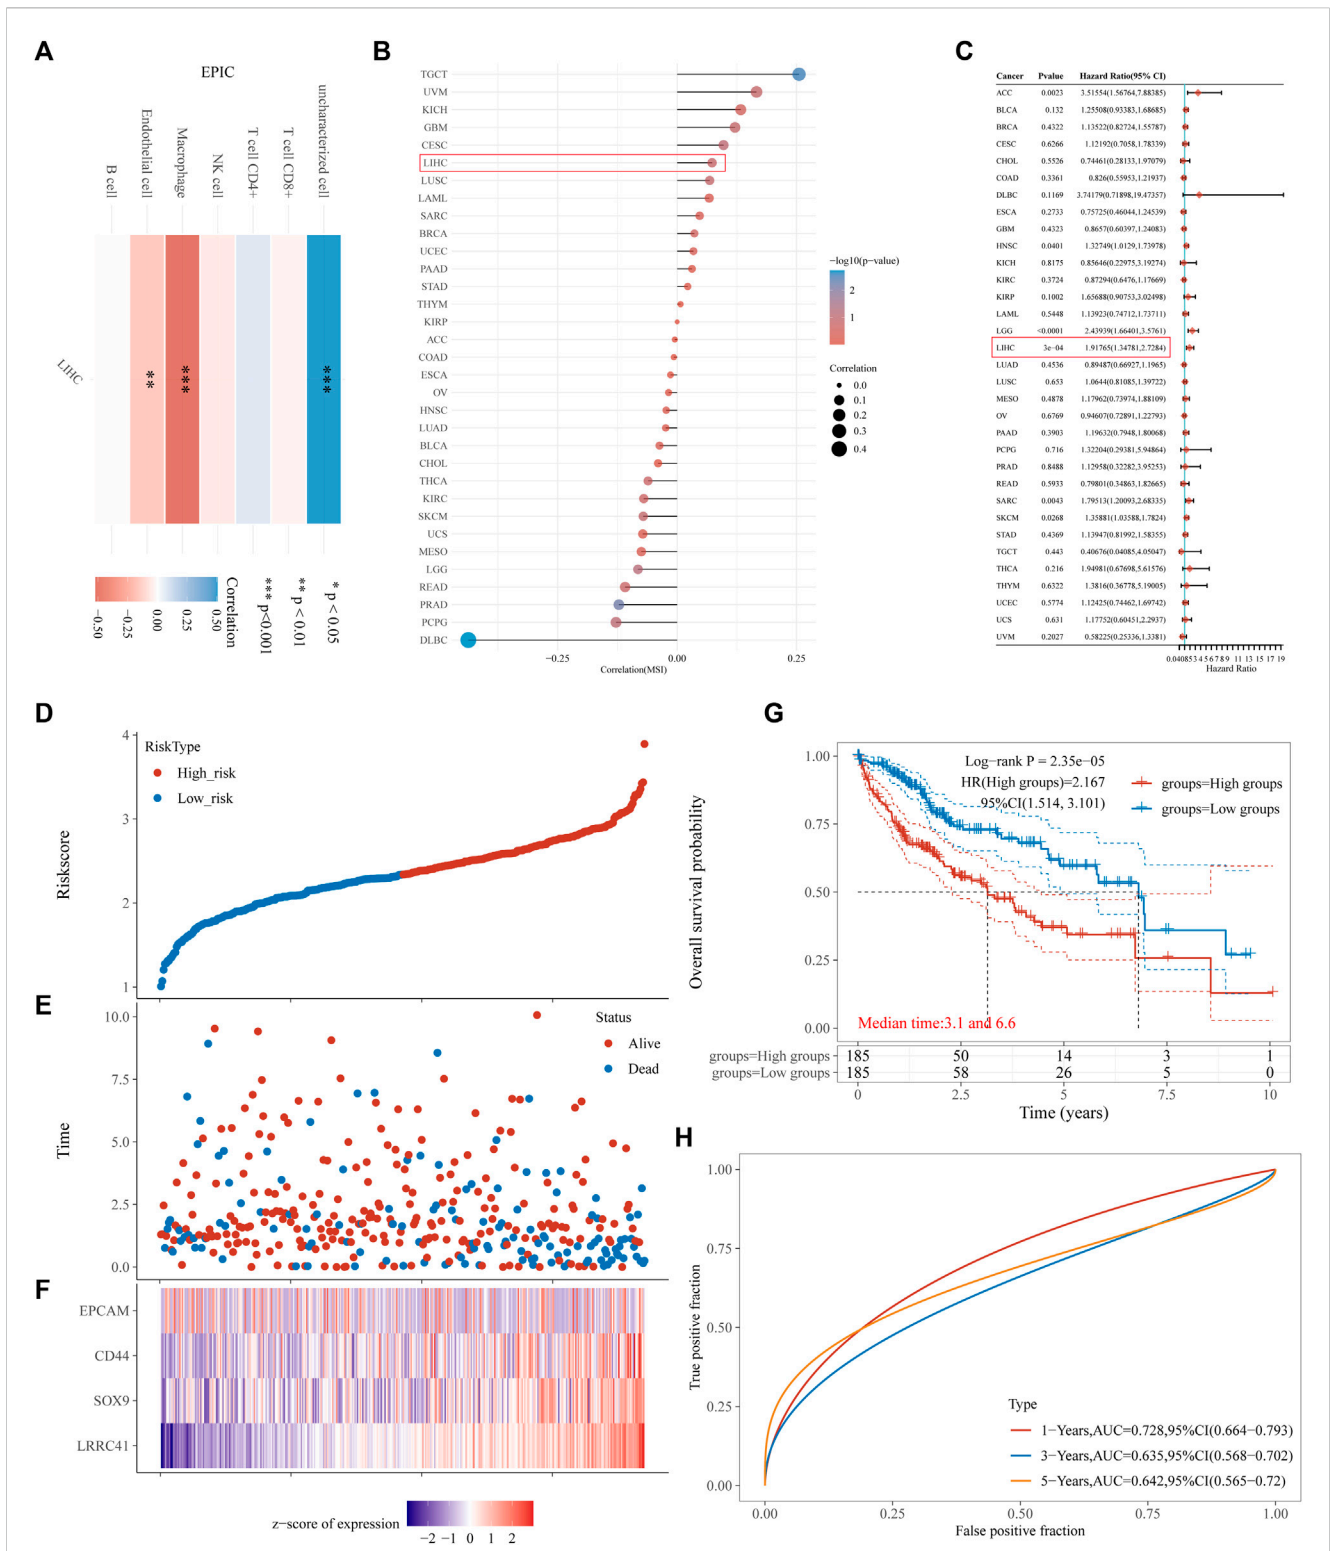 A
EPIC
B cell
Endothelial cell
Macrophage
NK cell
T cell CD4+
T cell CD8+
uncharacterized cell
LIHC
**
***
***
Correlation
0.50
0.25
0.00
−0.25
−0.50
* p < 0.05
** p < 0.01
*** p<0.001
B
TGCT
UVM
KICH
GBM
CESC
LIHC
LUSC
LAML
SARC
BRCA
UCEC
PAAD
STAD
THYM
KIRP
ACC
COAD
ESCA
OV
HNSC
LUAD
BLCA
CHOL
THCA
KIRC
SKCM
UCS
MESO
LGG
READ
PRAD
PCPG
DLBC
−0.25 0.00 0.25
Correlation(MSI)
−log10(p−value)
2
1
Correlation
0.0
0.1
0.2
0.3
0.4
C
Cancer Pvalue Hazard Ratio(95% CI)
ACC 0.0023 3.51554(1.56764,7.88385)
BLCA 0.132 1.25508(0.93383,1.68685)
BRCA 0.4322 1.13522(0.82724,1.55787)
CESC 0.6266 1.12192(0.7058,1.78339)
CHOL 0.5526 0.74461(0.28133,1.97079)
COAD 0.3361 0.826(0.55953,1.21937)
DLBC 0.1169 3.74179(0.71898,19.47357)
ESCA 0.2733 0.75725(0.46044,1.24539)
GBM 0.4323 0.8657(0.60397,1.24083)
HNSC 0.0401 1.32749(1.0129,1.73978)
KICH 0.8175 0.85646(0.22975,3.19274)
KIRC 0.3724 0.87294(0.6476,1.17669)
KIRP 0.1002 1.65688(0.90753,3.02498)
LAML 0.5448 1.13923(0.74712,1.73711)
LGG <0.0001 2.43939(1.66401,3.5761)
LIHC 3e−04 1.91765(1.34781,2.7284)
LUAD 0.4536 0.89487(0.66927,1.1965)
LUSC 0.653 1.0644(0.81085,1.39722)
MESO 0.4878 1.17962(0.73974,1.88109)
OV 0.6769 0.94607(0.72891,1.22793)
PAAD 0.3903 1.19632(0.7948,1.80068)
PCPG 0.716 1.32204(0.29381,5.94864)
PRAD 0.8488 1.12958(0.32282,3.95253)
READ 0.5933 0.79801(0.34863,1.82665)
SARC 0.0043 1.79513(1.20093,2.68335)
SKCM 0.0268 1.35881(1.03588,1.7824)
STAD 0.4369 1.13947(0.81992,1.58355)
TGCT 0.443 0.40676(0.04085,4.05047)
THCA 0.216 1.94981(0.67698,5.61576)
THYM 0.6322 1.3816(0.36778,5.19005)
UCEC 0.5774 1.12425(0.74462,1.69742)
UCS 0.631 1.17752(0.60451,2.2937)
UVM 0.2027 0.58225(0.25336,1.3381)
0.040853 4 5 6 7 8 9 11 13 15 17 19
Hazard Ratio
D
RiskType
High_risk
Low_risk
Riskscore
4
3
2
1
E
Status
Alive
Dead
Time
10.0
7.5
5.0
2.5
0.0
F
EPCAM
CD44
SOX9
LRRC41
z−score of expression
−2 −1 0 1 2
G
Overall survival probability
1.00
0.75
0.50
0.25
0.00
Log−rank P = 2.35e−05
HR(High groups)=2.167
95%CI(1.514, 3.101)
groups=High groups
groups=Low groups
Median time:3.1 and 6.6
groups=High groups 185 50 14 3 1
groups=Low groups 185 58 26 5 0
0 2.5 5 7.5 10
Time (years)
H
True positive fraction
1.00
0.75
0.50
0.25
0.00
Type
1−Years,AUC=0.728,95%CI(0.664−0.793)
3−Years,AUC=0.635,95%CI(0.568−0.702)
5−Years,AUC=0.642,95%CI(0.565−0.72)
0.00 0.25 0.50 0.75 1.00
False positive fraction